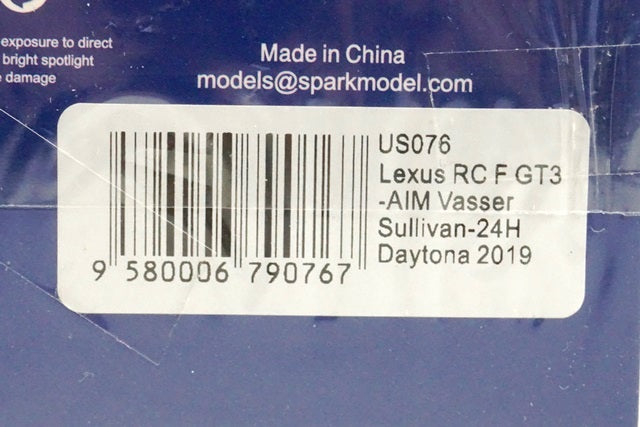 exposure to direct
bright spotlight
damage
Made in China
models@sparkmodel.com
US076
Lexus RC F GT3
-AIM Vasser
Sullivan-24H
Daytona 2019
9 580006 790767